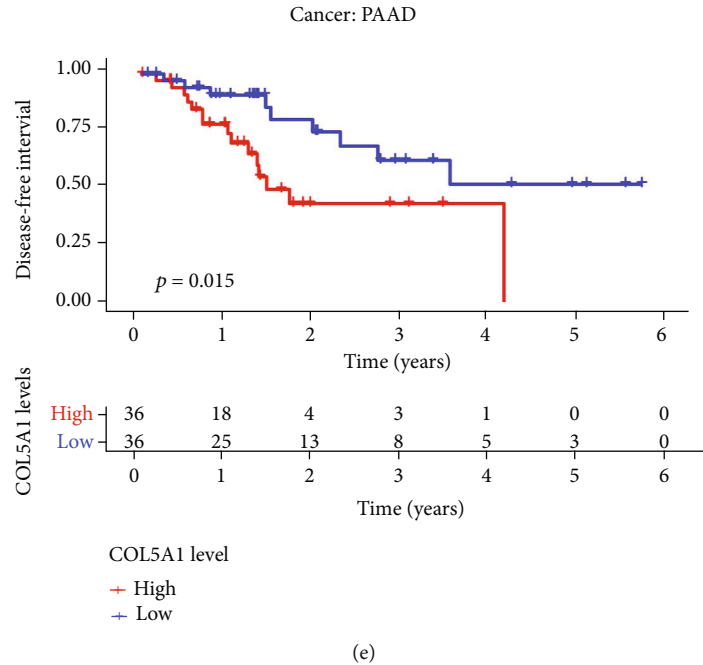 Cancer: PAAD
Disease-free intervial
1.00
0.75
0.50
0.25
0.00
p = 0.015
0 1 2 3 4 5 6
Time (years)
COL5A1 levels
High 36 18 4 3 1 0 0
Low 36 25 13 8 5 3 0
0 1 2 3 4 5 6
Time (years)
COL5A1 level
High
Low
(e)